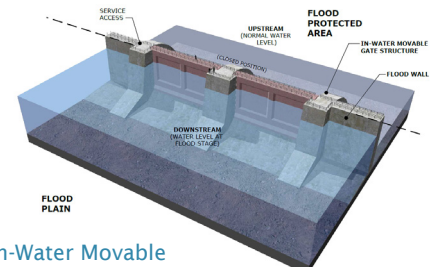 SERVICE
ACCESS
UPSTREAM
(NORMAL WATER
LEVEL)
FLOOD
PROTECTED
AREA
IN-WATER MOVABLE
GATE STRUCTURE
FLOOD WALL
(CLOSED POSITION)
DOWNSTREAM
(WATER LEVEL AT
FLOOD STAGE)
FLOOD
PLAIN
n-Water Movable